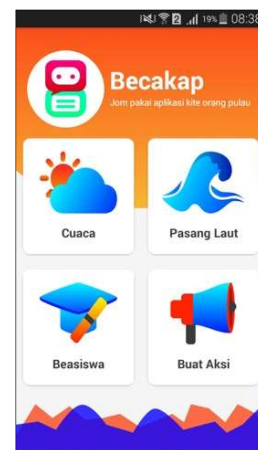 19% 08:38
Becakap
Jom pakai aplikasi kite orang pulau
Cuaca
Pasang Laut
Beasiswa
Buat Aksi